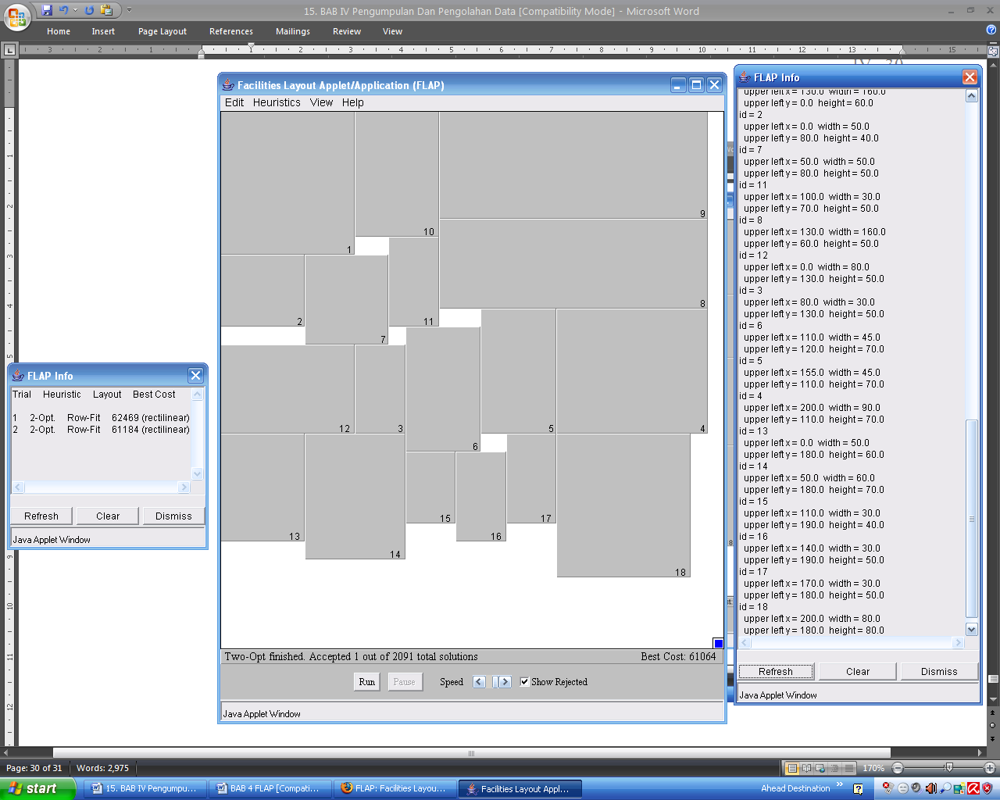 15. BAB IV Pengumpulan Dan Pengolahan Data [Compatibility Mode] - Microsoft Word
Home Insert Page Layout References Mailings Review View
3 2 1 1 2 3 4 5 6 7 8 9 10 11 12 13 15
Facilities Layout Applet/Application (FLAP)
Edit Heuristics View Help
1
10
9
8
2
7
11
12
3
6
5
4
13
14
15
16
17
18
Two-Opt finished. Accepted 1 out of 2091 total solutions Best Cost: 61064
Run Pause Speed Show Rejected
Java Applet Window
FLAP Info
Trial Heuristic Layout Best Cost
1 2-Opt. Row-Fit 62469 (rectilinear)
2 2-Opt. Row-Fit 61184 (rectilinear)
Refresh Clear Dismiss
Java Applet Window
FLAP Info
upper left x = 130.0 width = 160.0
upper left y = 0.0 height = 60.0
id = 2
upper left x = 0.0 width = 50.0
upper left y = 80.0 height = 40.0
id = 7
upper left x = 50.0 width = 50.0
upper left y = 80.0 height = 50.0
id = 11
upper left x = 100.0 width = 30.0
upper left y = 70.0 height = 50.0
id = 8
upper left x = 130.0 width = 160.0
upper left y = 60.0 height = 50.0
id = 12
upper left x = 0.0 width = 80.0
upper left y = 130.0 height = 50.0
id = 3
upper left x = 80.0 width = 30.0
upper left y = 130.0 height = 50.0
id = 6
upper left x = 110.0 width = 45.0
upper left y = 120.0 height = 70.0
id = 5
upper left x = 155.0 width = 45.0
upper left y = 110.0 height = 70.0
id = 4
upper left x = 200.0 width = 90.0
upper left y = 110.0 height = 70.0
id = 13
upper left x = 0.0 width = 50.0
upper left y = 180.0 height = 60.0
id = 14
upper left x = 50.0 width = 60.0
upper left y = 180.0 height = 70.0
id = 15
upper left x = 110.0 width = 30.0
upper left y = 190.0 height = 40.0
id = 16
upper left x = 140.0 width = 30.0
upper left y = 190.0 height = 50.0
id = 17
upper left x = 170.0 width = 30.0
upper left y = 180.0 height = 50.0
id = 18
upper left x = 200.0 width = 80.0
upper left y = 180.0 height = 80.0
Refresh Clear Dismiss
Java Applet Window
Page: 30 of 31 Words: 2,975 170%
start 15. BAB IV Pengumpu... BAB 4 FLAP [Compati... FLAP: Facilities Layou... Facilities Layout Appl... Ahead Destination